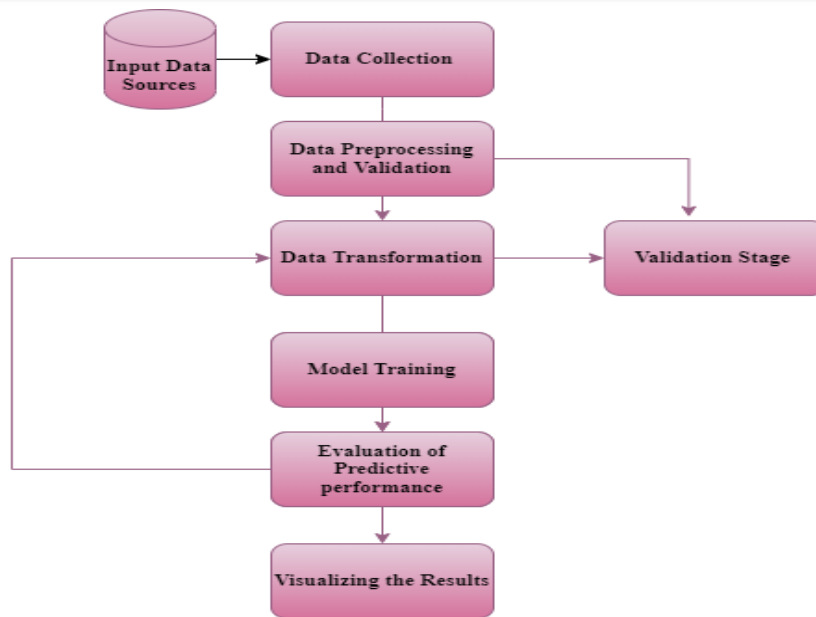 Input Data
Sources
Data Collection
Data Preprocessing
and Validation
Data Transformation
Validation Stage
Model Training
Evaluation of
Predictive
performance
Visualizing the Results